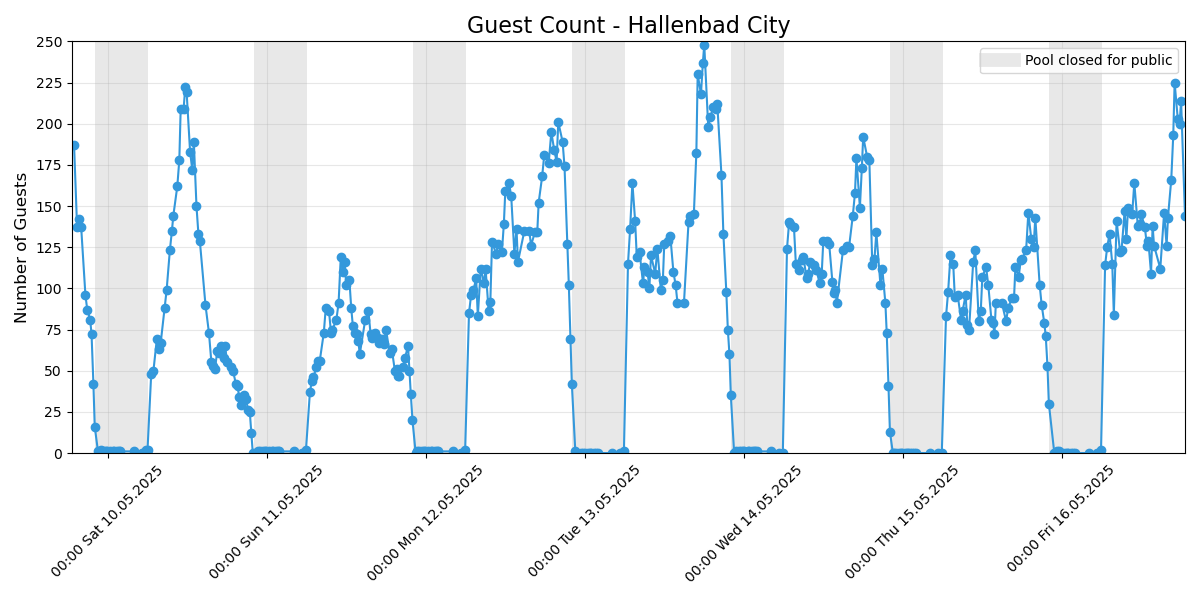 Guest Count - Hallenbad City
Pool closed for public
Number of Guests
250
225
200
175
150
125
100
75
50
25
0
00:00 Sat 10.05.2025
00:00 Sun 11.05.2025
00:00 Mon 12.05.2025
00:00 Tue 13.05.2025
00:00 Wed 14.05.2025
00:00 Thu 15.05.2025
00:00 Fri 16.05.2025